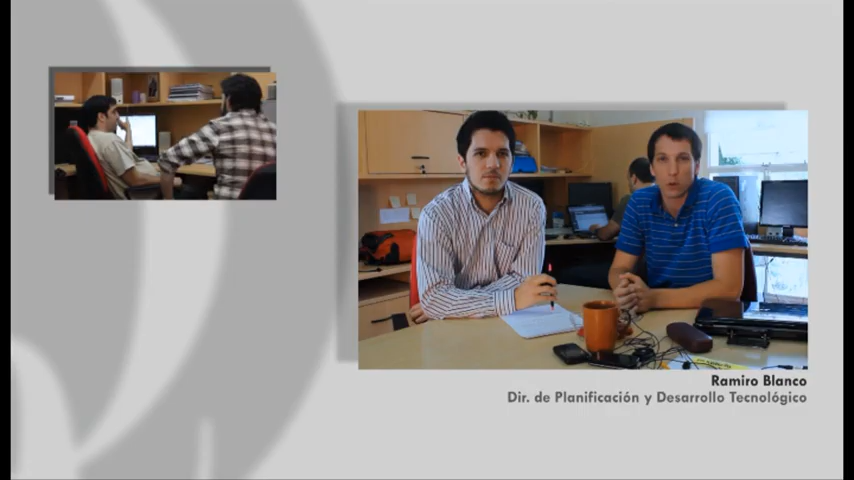 Ramiro Blanco
Dir. de Planificación y Desarrollo Tecnológico